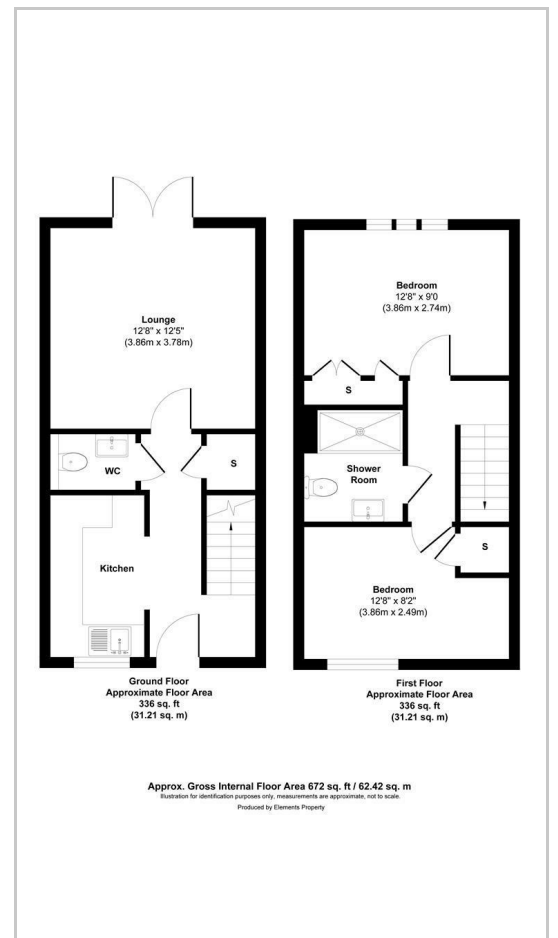 Lounge
12'8" x 12'5"
(3.86m x 3.78m)
WC
S
Kitchen
Ground Floor
Approximate Floor Area
336 sq. ft
(31.21 sq. m)
Bedroom
12'8" x 9'0
(3.86m x 2.74m)
S
Shower
Room
S
Bedroom
12'8" x 8'2"
(3.86m x 2.49m)
First Floor
Approximate Floor Area
336 sq. ft
(31.21 sq. m)
Approx. Gross Internal Floor Area 672 sq. ft / 62.42 sq. m
Illustration for identification purposes only, measurements are approximate, not to scale.
Produced by Elements Property